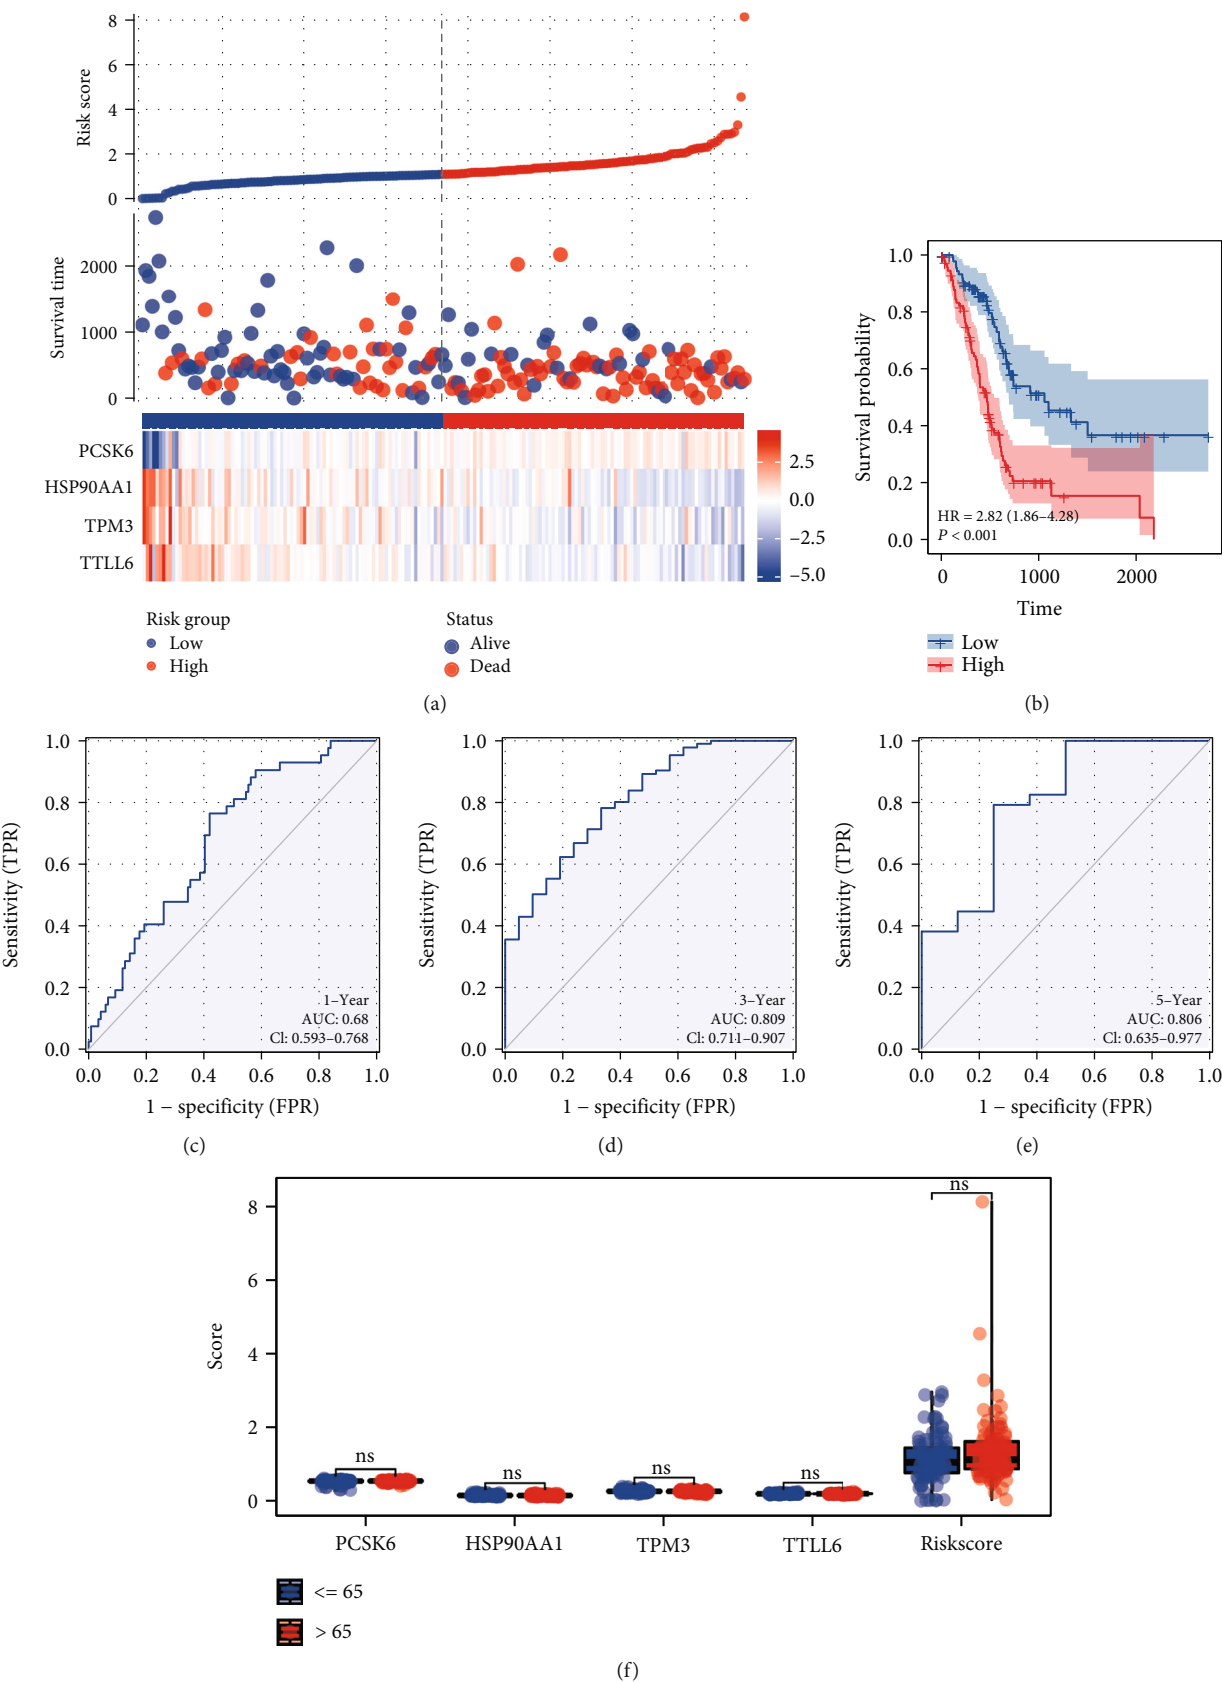 8
6
4
2
0
Risk score
2000
1000
0
Survival time
PCSK6
HSP90AA1
TPM3
TTLL6
2.5
0.0
−2.5
−5.0
Risk group
Low
High
Status
Alive
Dead
(a)
1.0
0.8
0.6
0.4
0.2
0.0
Survival probability
HR = 2.82 (1.86–4.28)
P < 0.001
0 1000 2000
Time
Low
High
(b)
1.0
0.8
0.6
0.4
0.2
0.0
Sensitivity (TPR)
1–Year
AUC: 0.68
CI: 0.593–0.768
0.0 0.2 0.4 0.6 0.8 1.0
1 − specificity (FPR)
(c)
1.0
0.8
0.6
0.4
0.2
0.0
Sensitivity (TPR)
3–Year
AUC: 0.809
CI: 0.711–0.907
0.0 0.2 0.4 0.6 0.8 1.0
1 − specificity (FPR)
(d)
1.0
0.8
0.6
0.4
0.2
0.0
Sensitivity (TPR)
5–Year
AUC: 0.806
CI: 0.635–0.977
0.0 0.2 0.4 0.6 0.8 1.0
1 − specificity (FPR)
(e)
8
6
4
2
0
Score
ns
ns
ns
ns
ns
PCSK6 HSP90AA1 TPM3 TTLL6 Riskscore
<= 65
> 65
(f)